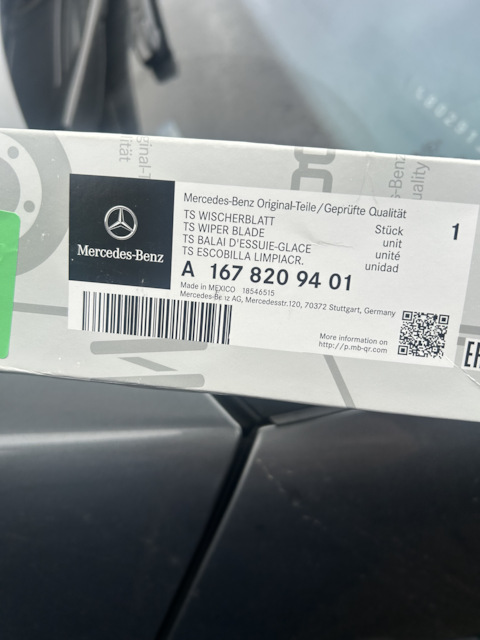 Mercedes-Benz
Mercedes-Benz Original-Teile/Geprüfte Qualität
TS WISCHERBLATT Stück 1
TS WIPER BLADE unit
TS BALAI D'ESSUIE-GLACE unité
TS ESCOBILLA LIMPIACR. unidad
A 167 820 94 01
Made in MEXICO 18546515
Mercedes-Benz AG, Mercedesstr.120, 70372 Stuttgart, Germany
More information on
http://p.mb-qr.com